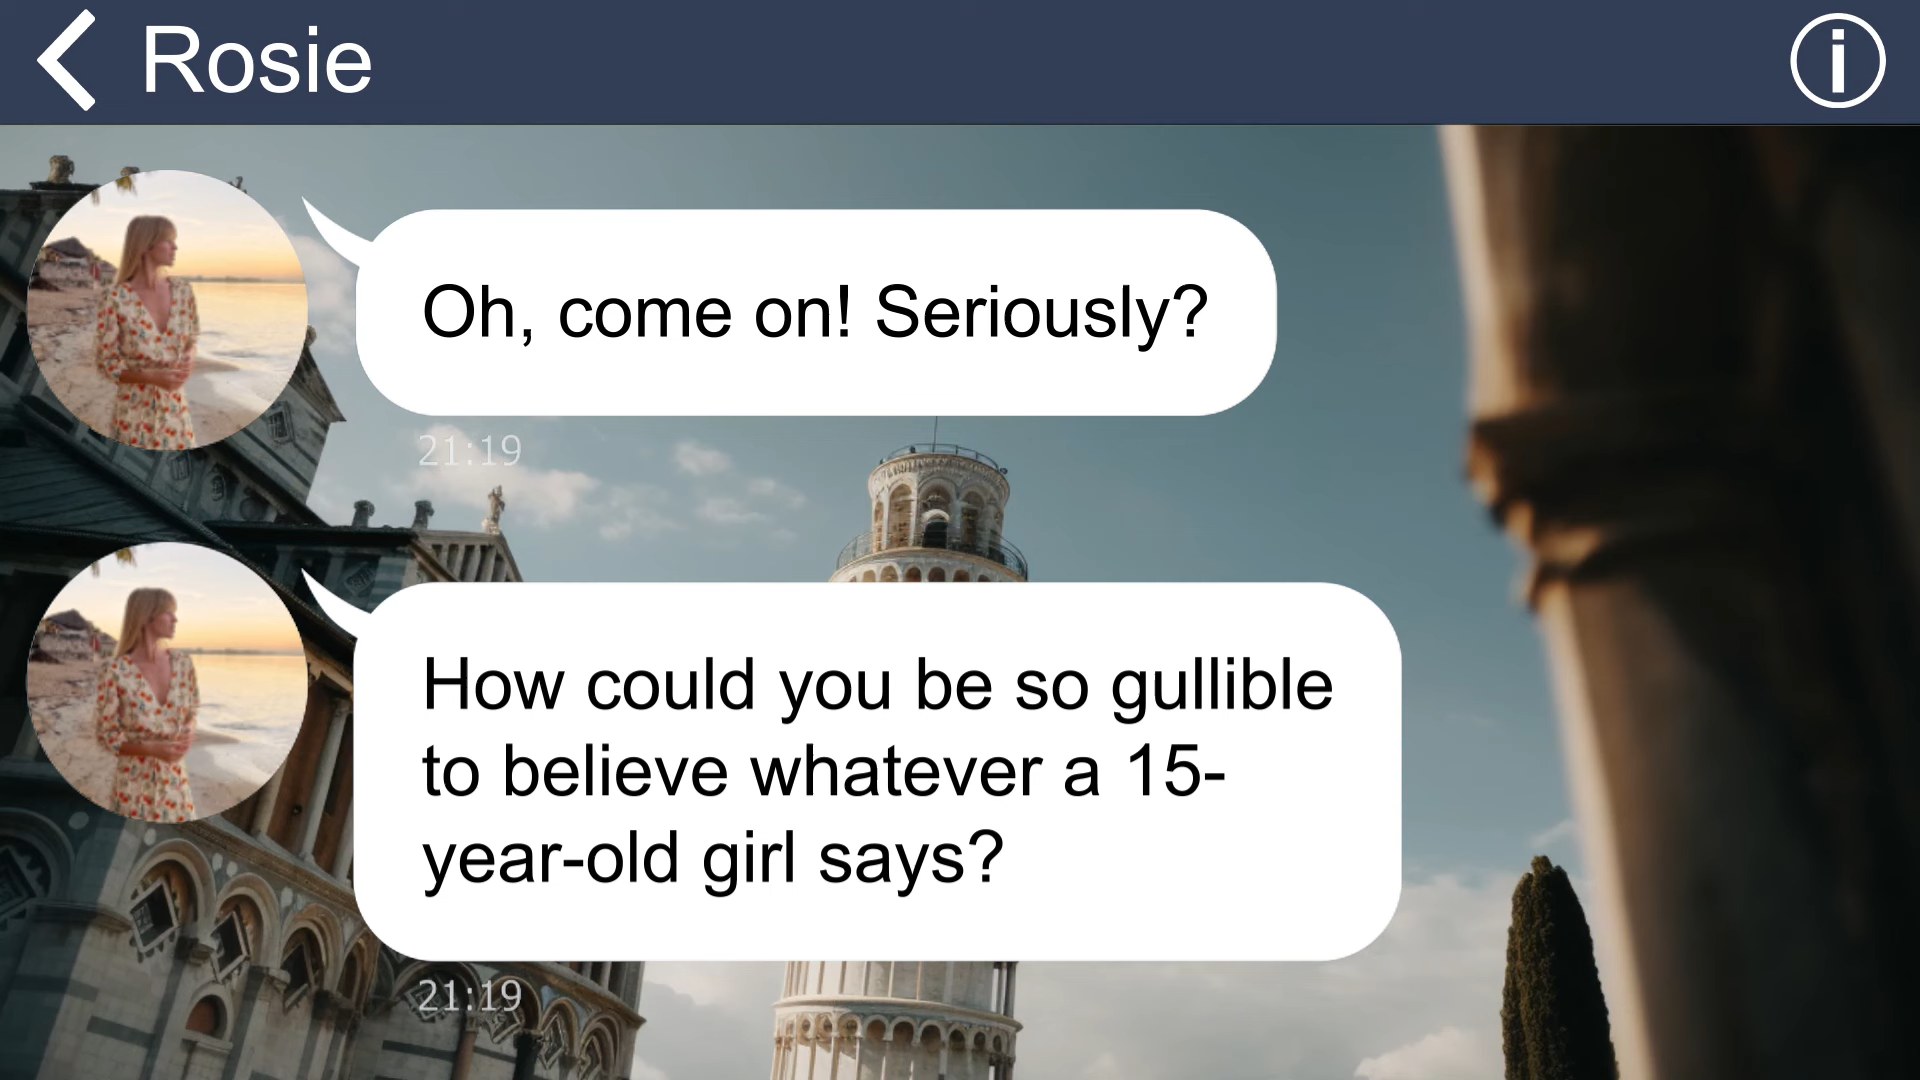 Rosie
Oh, come on! Seriously?
21:19
How could you be so gullible
to believe whatever a 15-
year-old girl says?
21:19